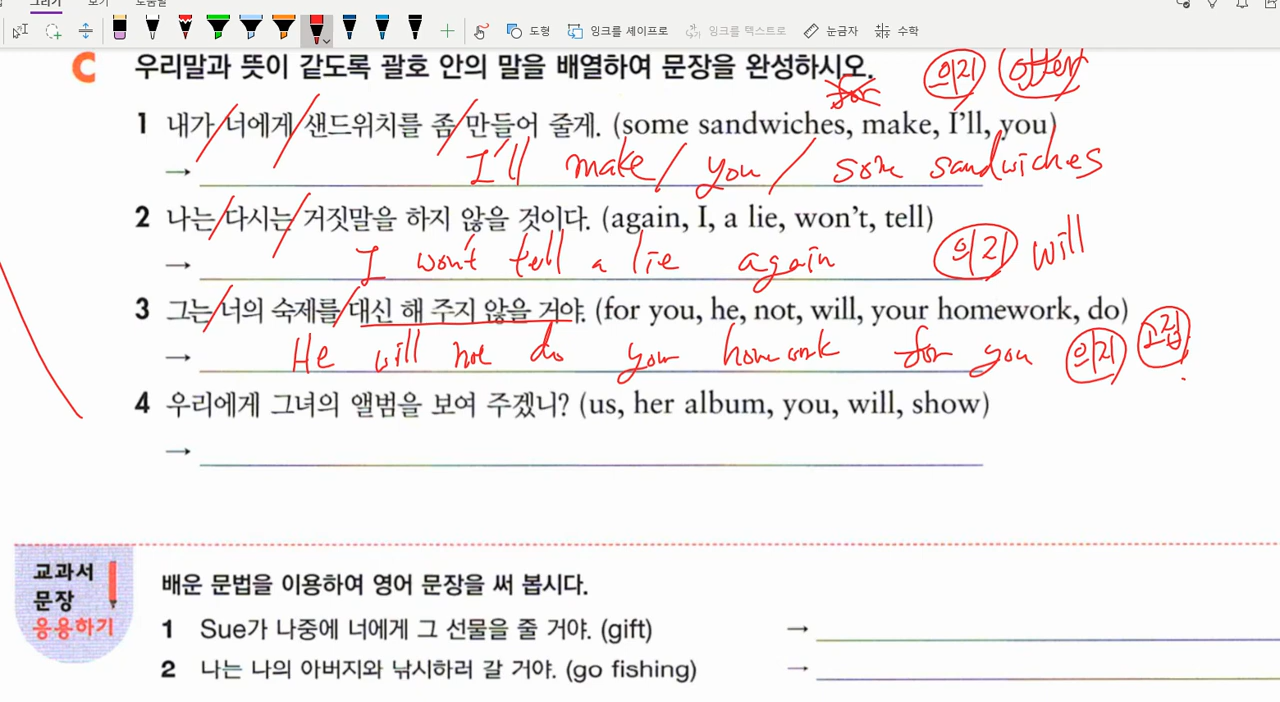 그리기 보기 도움말
도형 잉크를 셰이프로 잉크를 텍스트로 눈금자 수학
C 우리말과 뜻이 같도록 괄호 안의 말을 배열하여 문장을 완성하시오. 의지 offer
for
1 내가 너에게 샌드위치를 좀 만들어 줄게. (some sandwiches, make, I'll, you)
→ I'll make / you / some sandwiches
2 나는 다시는 거짓말을 하지 않을 것이다. (again, I, a lie, won't, tell)
→ I won't tell a lie again 의지 will
3 그는 너의 숙제를 대신 해 주지 않을 거야. (for you, he, not, will, your homework, do)
→ He will not do your homework for you 의지 고집
4 우리에게 그녀의 앨범을 보여 주겠니? (us, her album, you, will, show)
→
교과서
문장
응용하기
배운 문법을 이용하여 영어 문장을 써 봅시다.
1 Sue가 나중에 너에게 그 선물을 줄 거야. (gift) →
2 나는 나의 아버지와 낚시하러 갈 거야. (go fishing) →